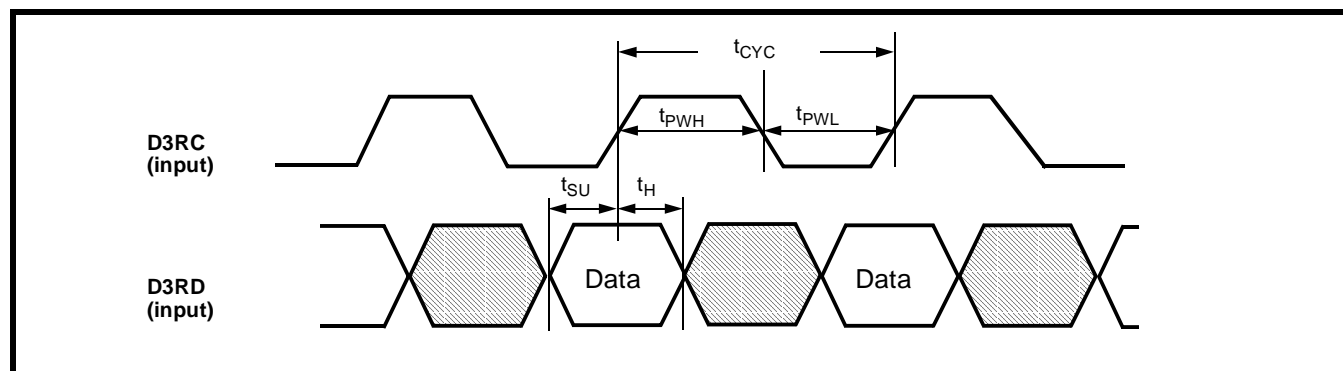 tCYC
D3RC
(input)
tPWH
tPWL
tSU
tH
D3RD
(input)
Data
Data